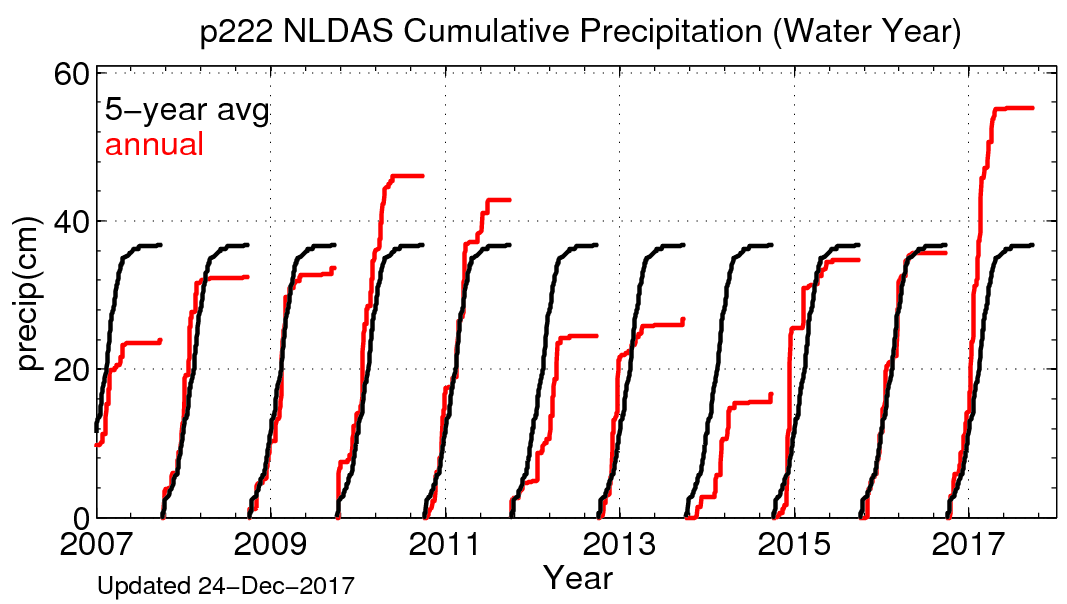 p222 NLDAS Cumulative Precipitation (Water Year)
60
5−year avg
annual
40
precip(cm)
20
0
2007 2009 2011 2013 2015 2017
Year
Updated 24−Dec−2017